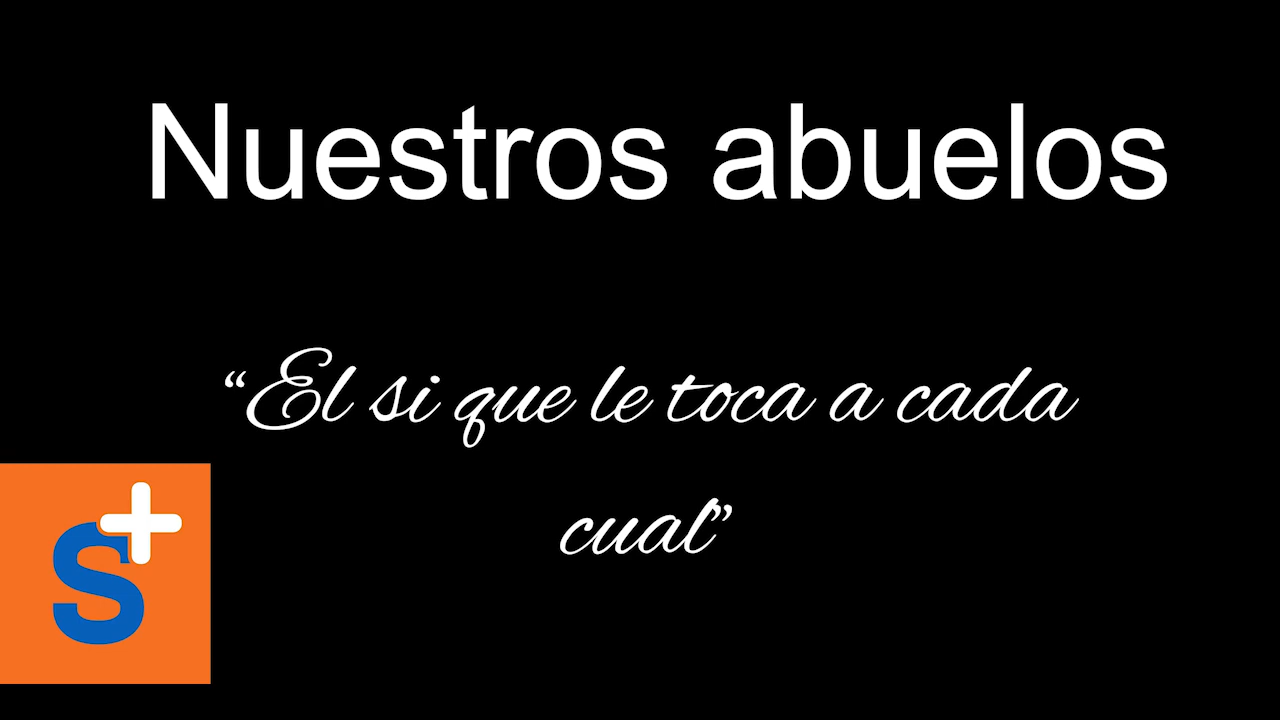 Nuestros abuelos
“El si que le toca a cada
cual”
S+